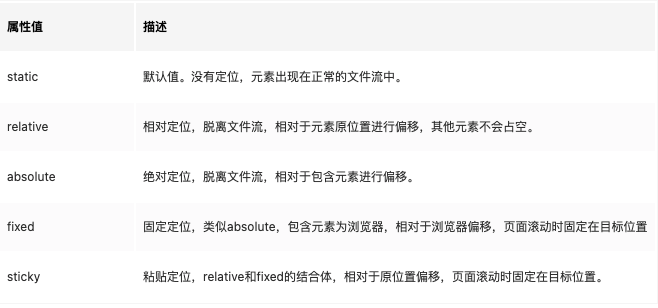 属性值 描述
static 默认值。没有定位，元素出现在正常的文件流中。
relative 相对定位，脱离文件流，相对于元素原位置进行偏移，其他元素不会占空。
absolute 绝对定位，脱离文件流，相对于包含元素进行偏移。
fixed 固定定位，类似absolute，包含元素为浏览器，相对于浏览器偏移，页面滚动时固定在目标位置
sticky 粘贴定位，relative和fixed的结合体，相对于原位置偏移，页面滚动时固定在目标位置。